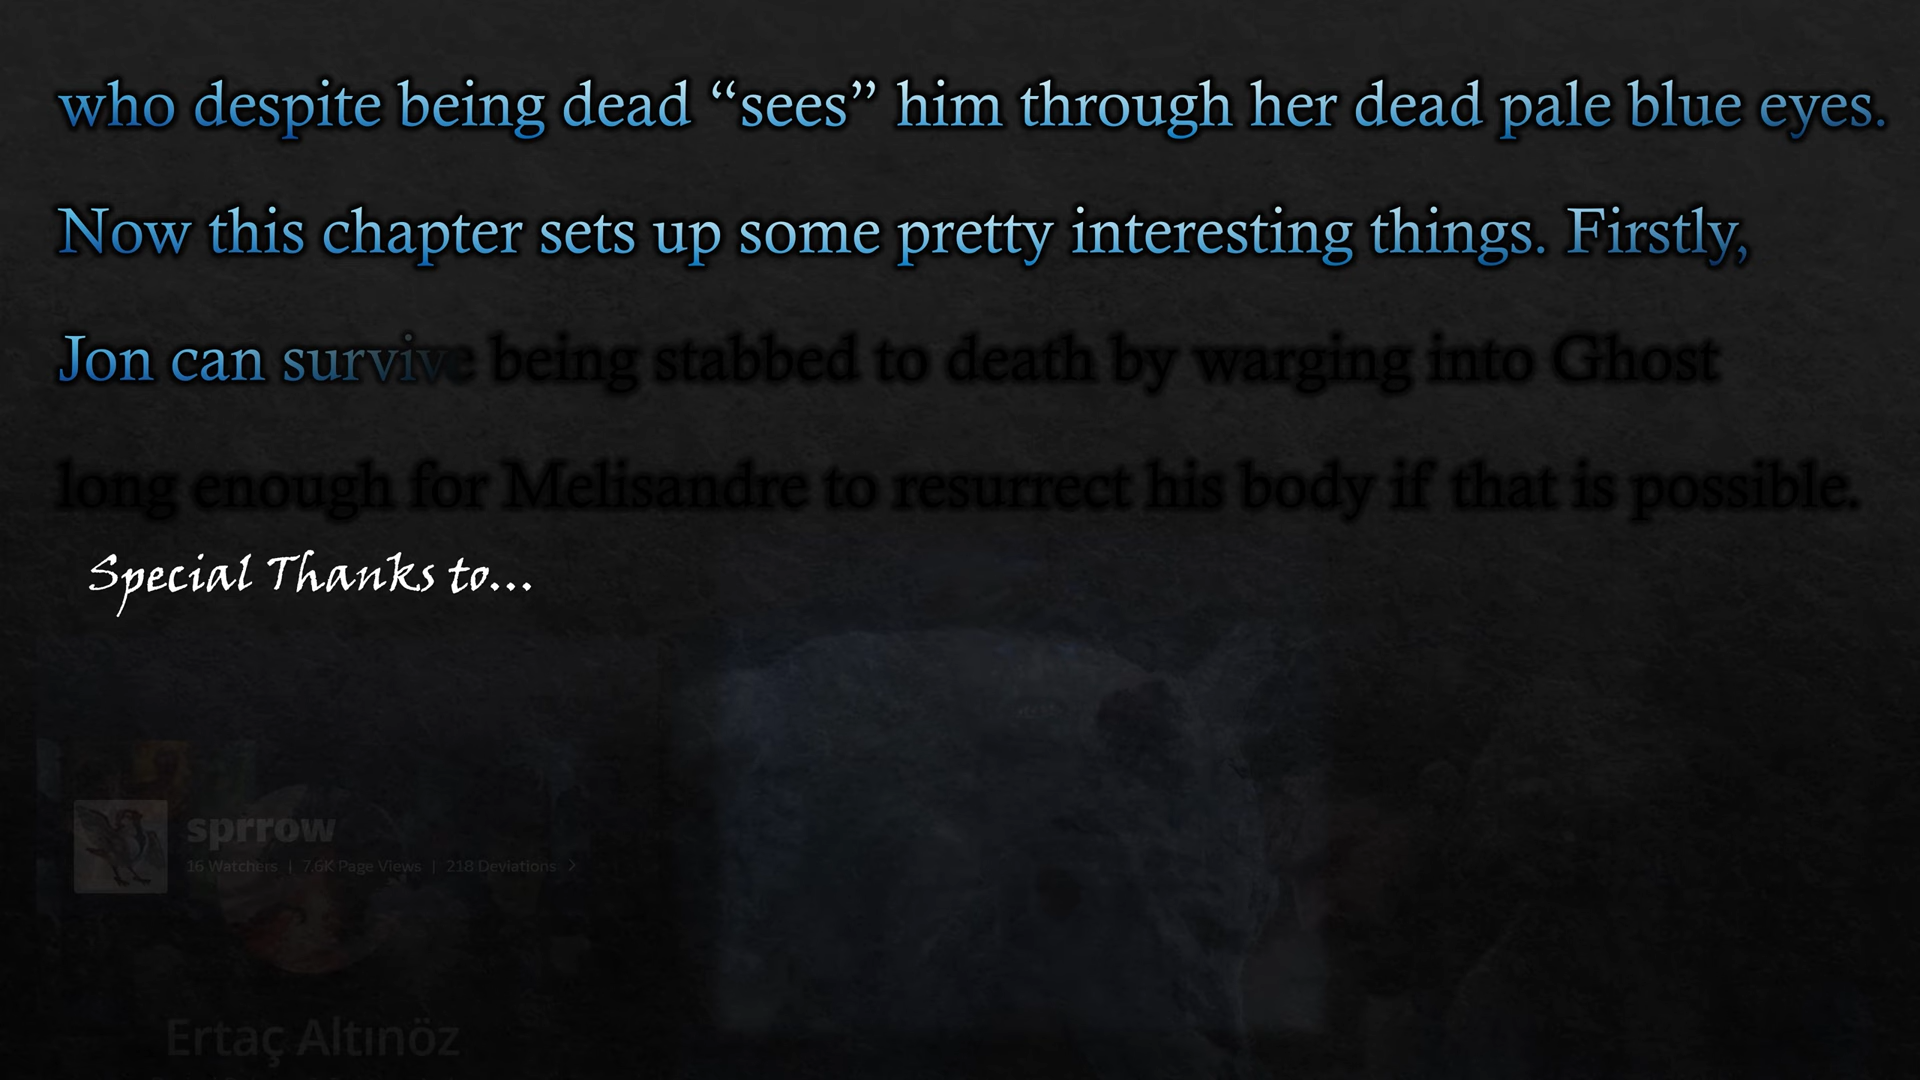 who despite being dead “sees” him through her dead pale blue eyes.
Now this chapter sets up some pretty interesting things. Firstly,
Jon can survive being stabbed to death by warging into Ghost
long enough for Melisandre to resurrect his body if that is possible.
Special Thanks to...
sprrow
16 Watchers | 7.6K Page Views | 218 Deviations >
Ertaç Altınöz